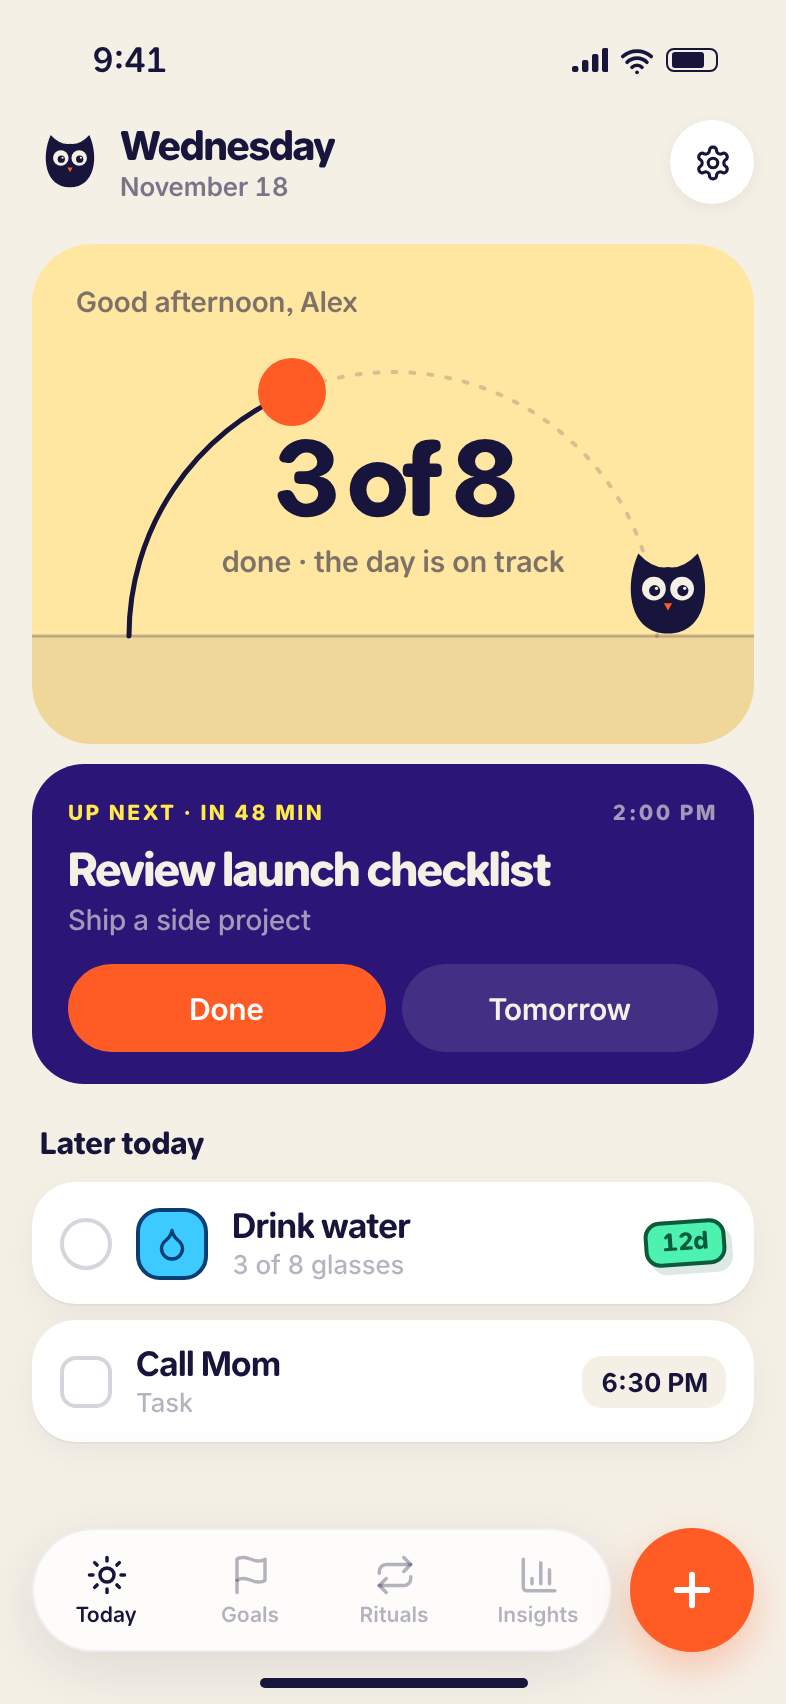 9:41
Wednesday
November 18
Good afternoon, Alex
3 of 8
done · the day is on track
UP NEXT · IN 48 MIN
2:00 PM
Review launch checklist
Ship a side project
Done
Tomorrow
Later today
Drink water
3 of 8 glasses
12d
Call Mom
Task
6:30 PM
Today
Goals
Rituals
Insights